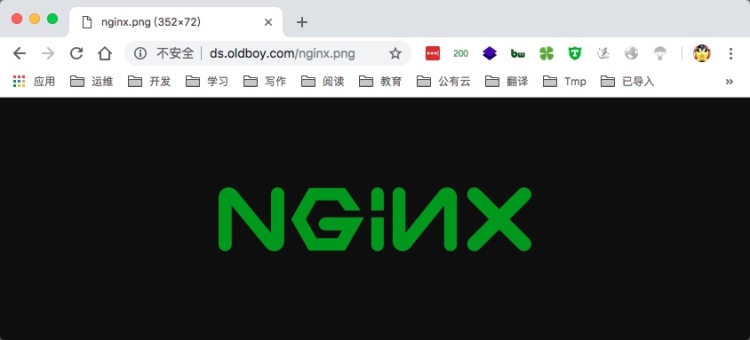 nginx.png (352×72)
不安全 ds.oldboy.com/nginx.png
200
bw
T
应用 运维 开发 学习 写作 阅读 教育 公有云 翻译 Tmp 已导入
NGiNX